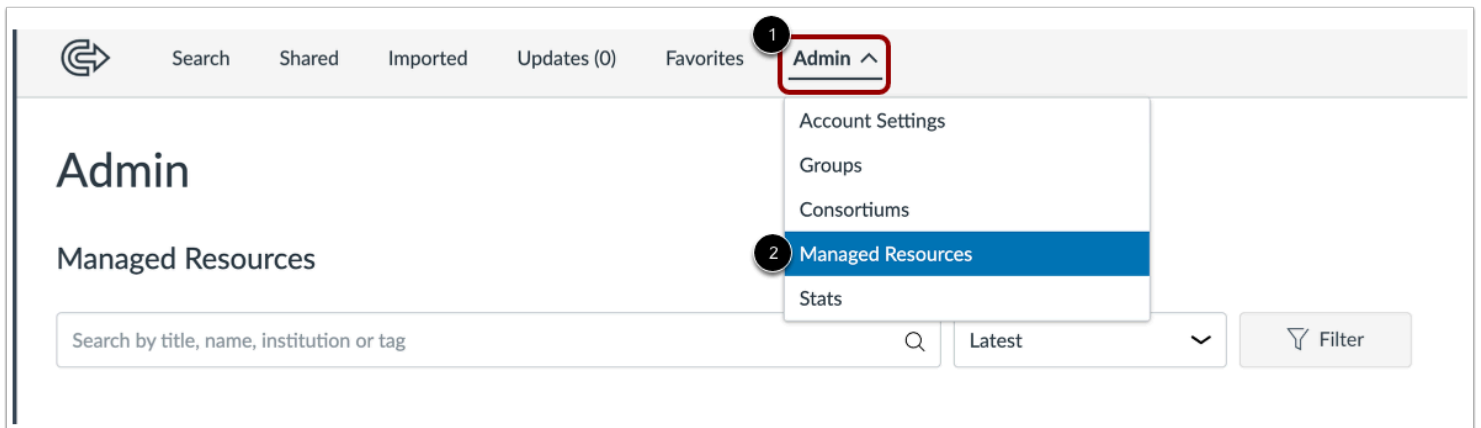 1
Search Shared Imported Updates (0) Favorites Admin
Account Settings
Admin
Groups
Consortiums
Managed Resources
2 Managed Resources
Stats
Search by title, name, institution or tag Latest Filter